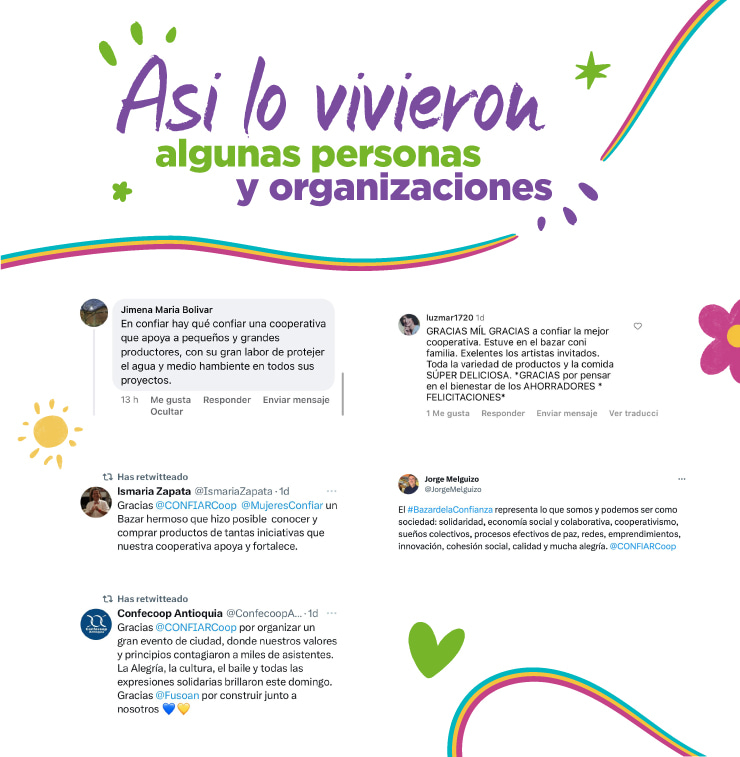 Asi lo vivieron
algunas personas
y organizaciones
Jimena Maria Bolivar
En confiar hay qué confiar una cooperativa
que apoya a pequeños y grandes
productores, con su gran labor de protejer
el agua y medio hambiente en todos sus
proyectos.
13 h Me gusta Responder Enviar mensaje
Ocultar
luzmar1720 1d
GRACIAS MÍL GRACIAS a confiar la mejor
cooperativa. Estuve en el bazar coni
familia. Exelentes los artistas invitados.
Toda la variedad de productos y la comida
SÚPER DELICIOSA. *GRACIAS por pensar
en el bienestar de los AHORRADORES *
FELICITACIONES*
1 Me gusta Responder Enviar mensaje Ver traducci
Has retwitteado
Ismaria Zapata @IsmariaZapata · 1d ...
Gracias @CONFIARCoop @MujeresConfiar un
Bazar hermoso que hizo posible conocer y
comprar productos de tantas iniciativas que
nuestra cooperativa apoya y fortalece.
Jorge Melguizo ...
@JorgeMelguizo
El #BazardelaConfianza representa lo que somos y podemos ser como
sociedad: solidaridad, economía social y colaborativa, cooperativismo,
sueños colectivos, procesos efectivos de paz, redes, emprendimientos,
innovación, cohesión social, calidad y mucha alegría. @CONFIARCoop
Has retwitteado
Confecoop Antioquia @ConfecoopA... · 1d ...
Gracias @CONFIARCoop por organizar un
gran evento de ciudad, donde nuestros valores
y principios contagiaron a miles de asistentes.
La Alegría, la cultura, el baile y todas las
expresiones solidarias brillaron este domingo.
Gracias @Fusoan por construir junto a
nosotros 💙💛
Confecoop